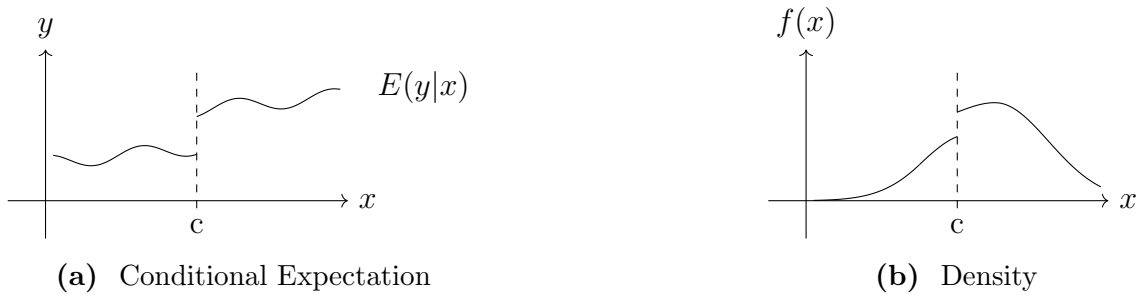 y
E(y|x)
x
c
(a) Conditional Expectation
f(x)
x
c
(b) Density